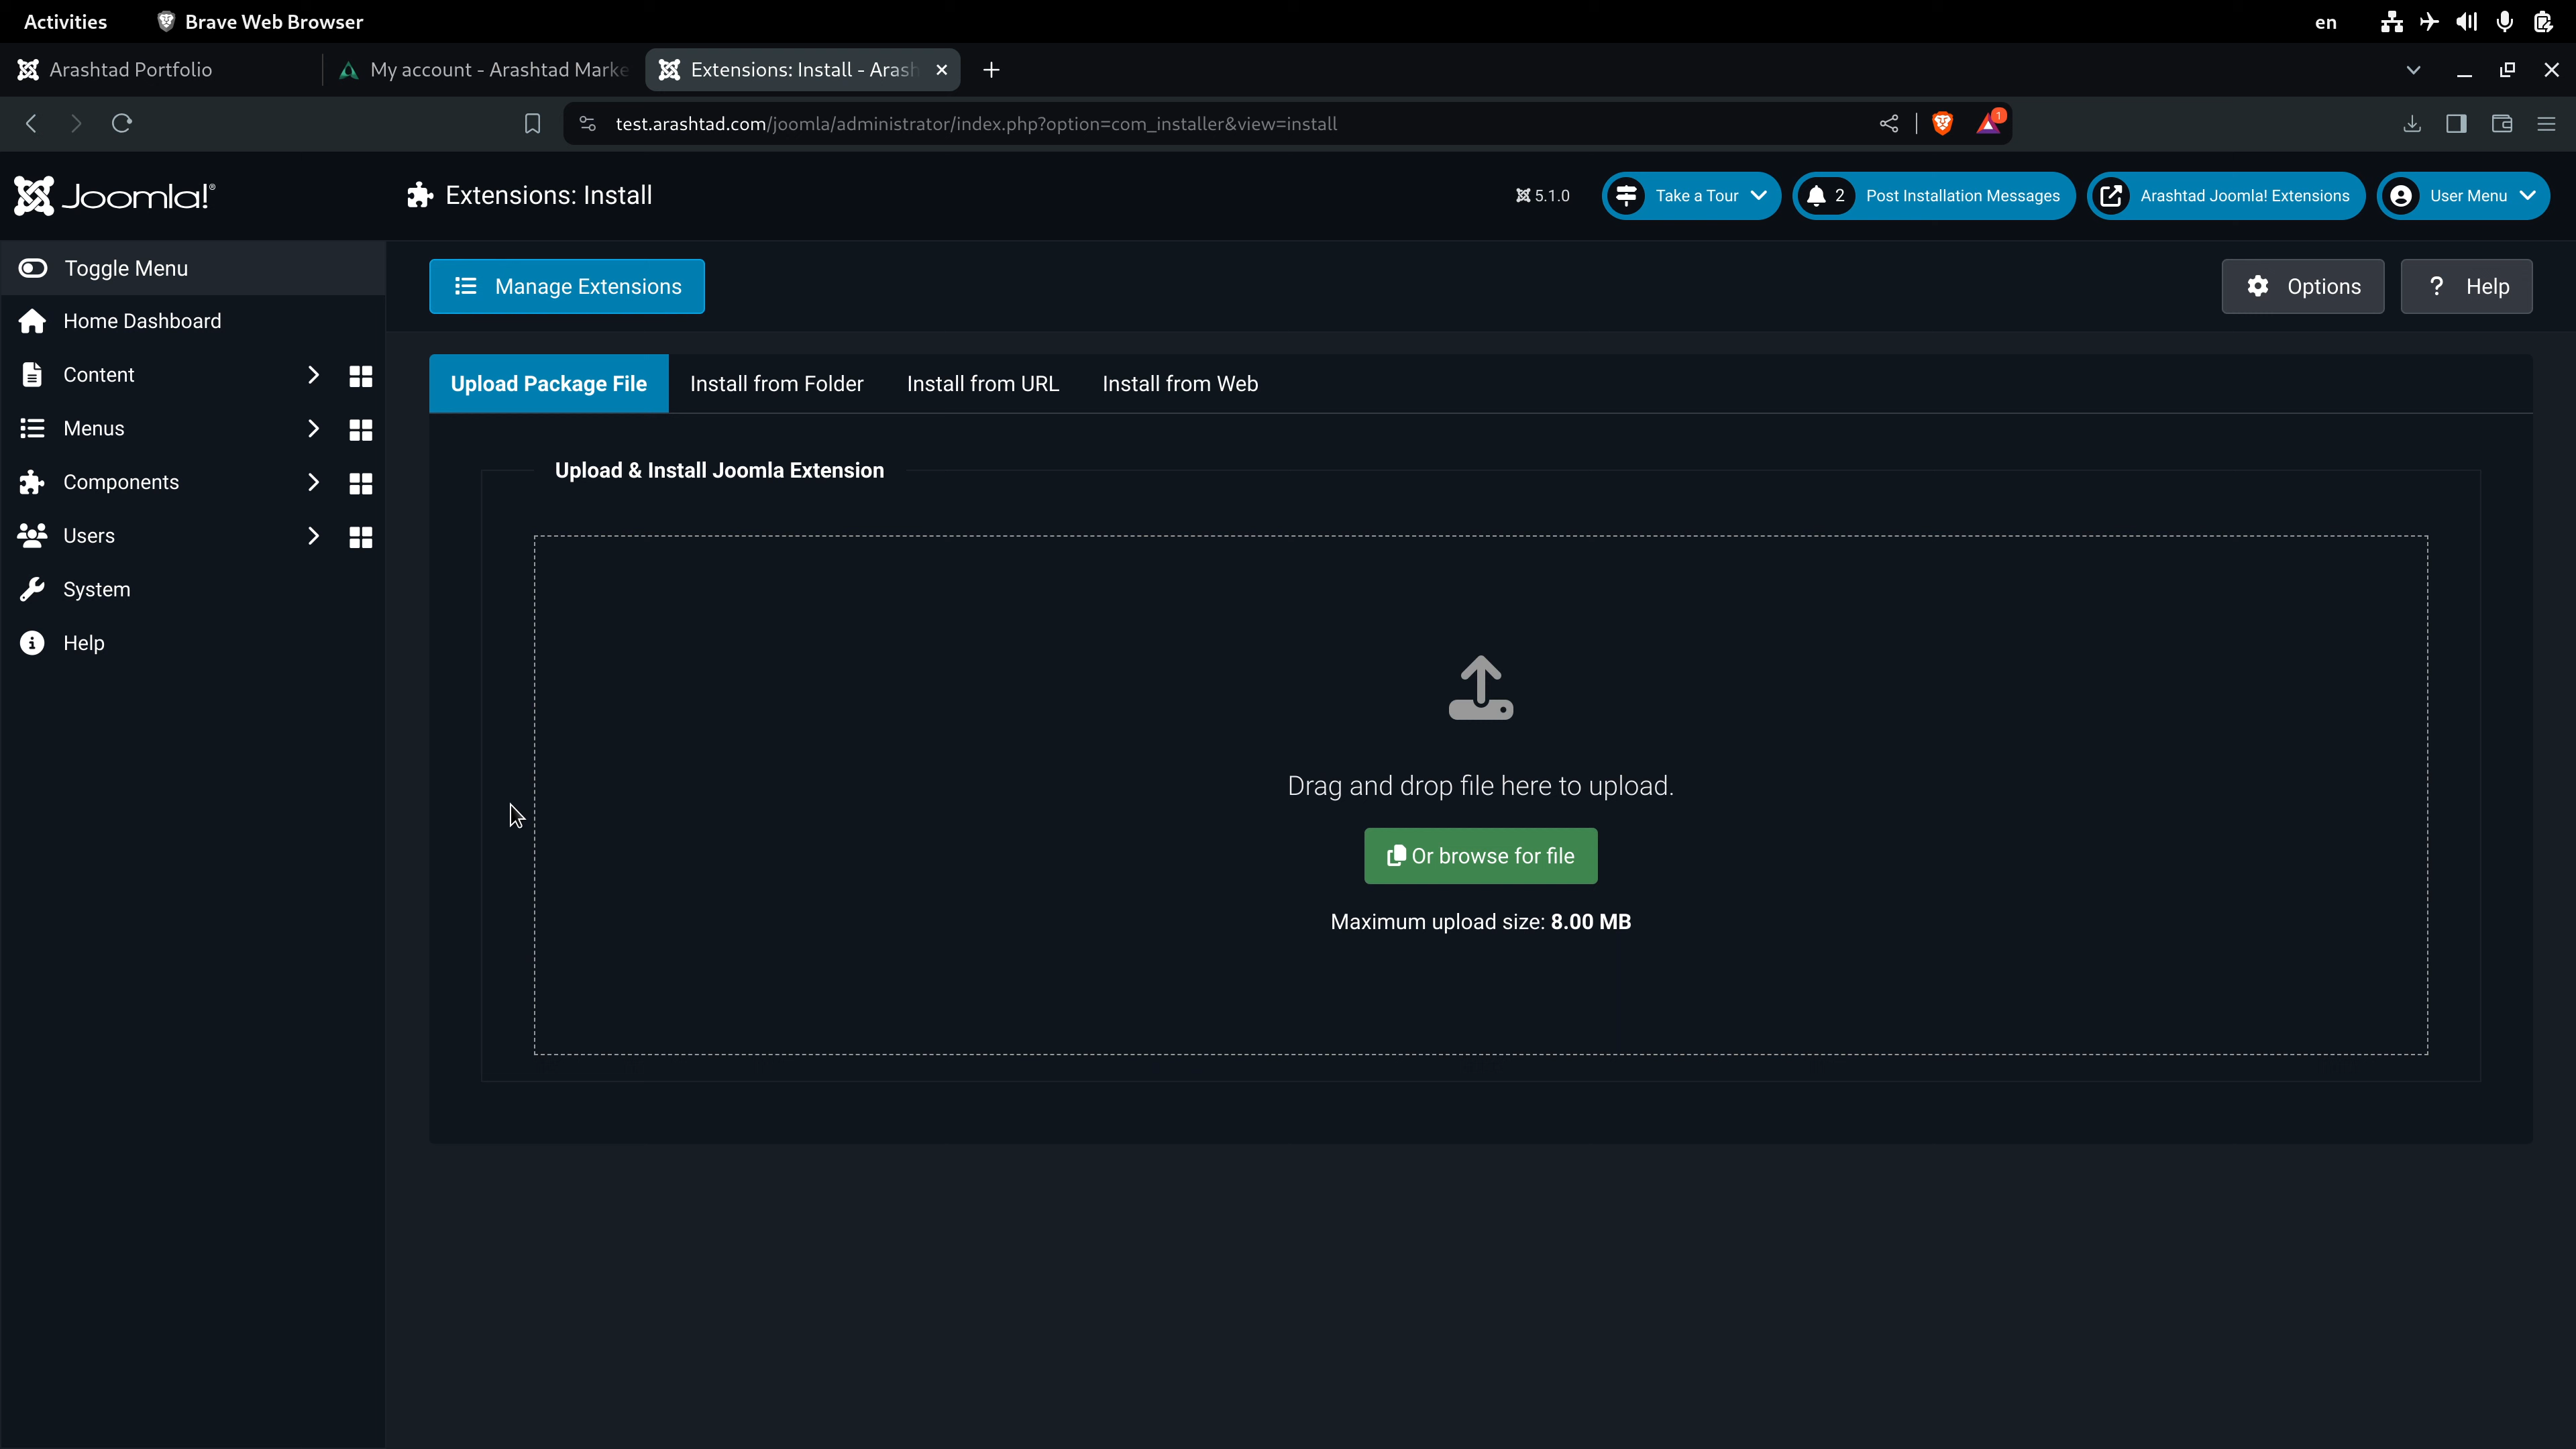 Activities Brave Web Browser en
Arashtad Portfolio My account - Arashtad Marke Extensions: Install - Arash
test.arashtad.com/joomla/administrator/index.php?option=com_installer&view=install 1
Joomla!® Extensions: Install 5.1.0 Take a Tour 2 Post Installation Messages Arashtad Joomla! Extensions User Menu
Toggle Menu
Manage Extensions Options ? Help
Home Dashboard
Content
Menus
Components
Users
System
Help
Upload Package File Install from Folder Install from URL Install from Web
Upload & Install Joomla Extension
Drag and drop file here to upload.
Or browse for file
Maximum upload size: 8.00 MB